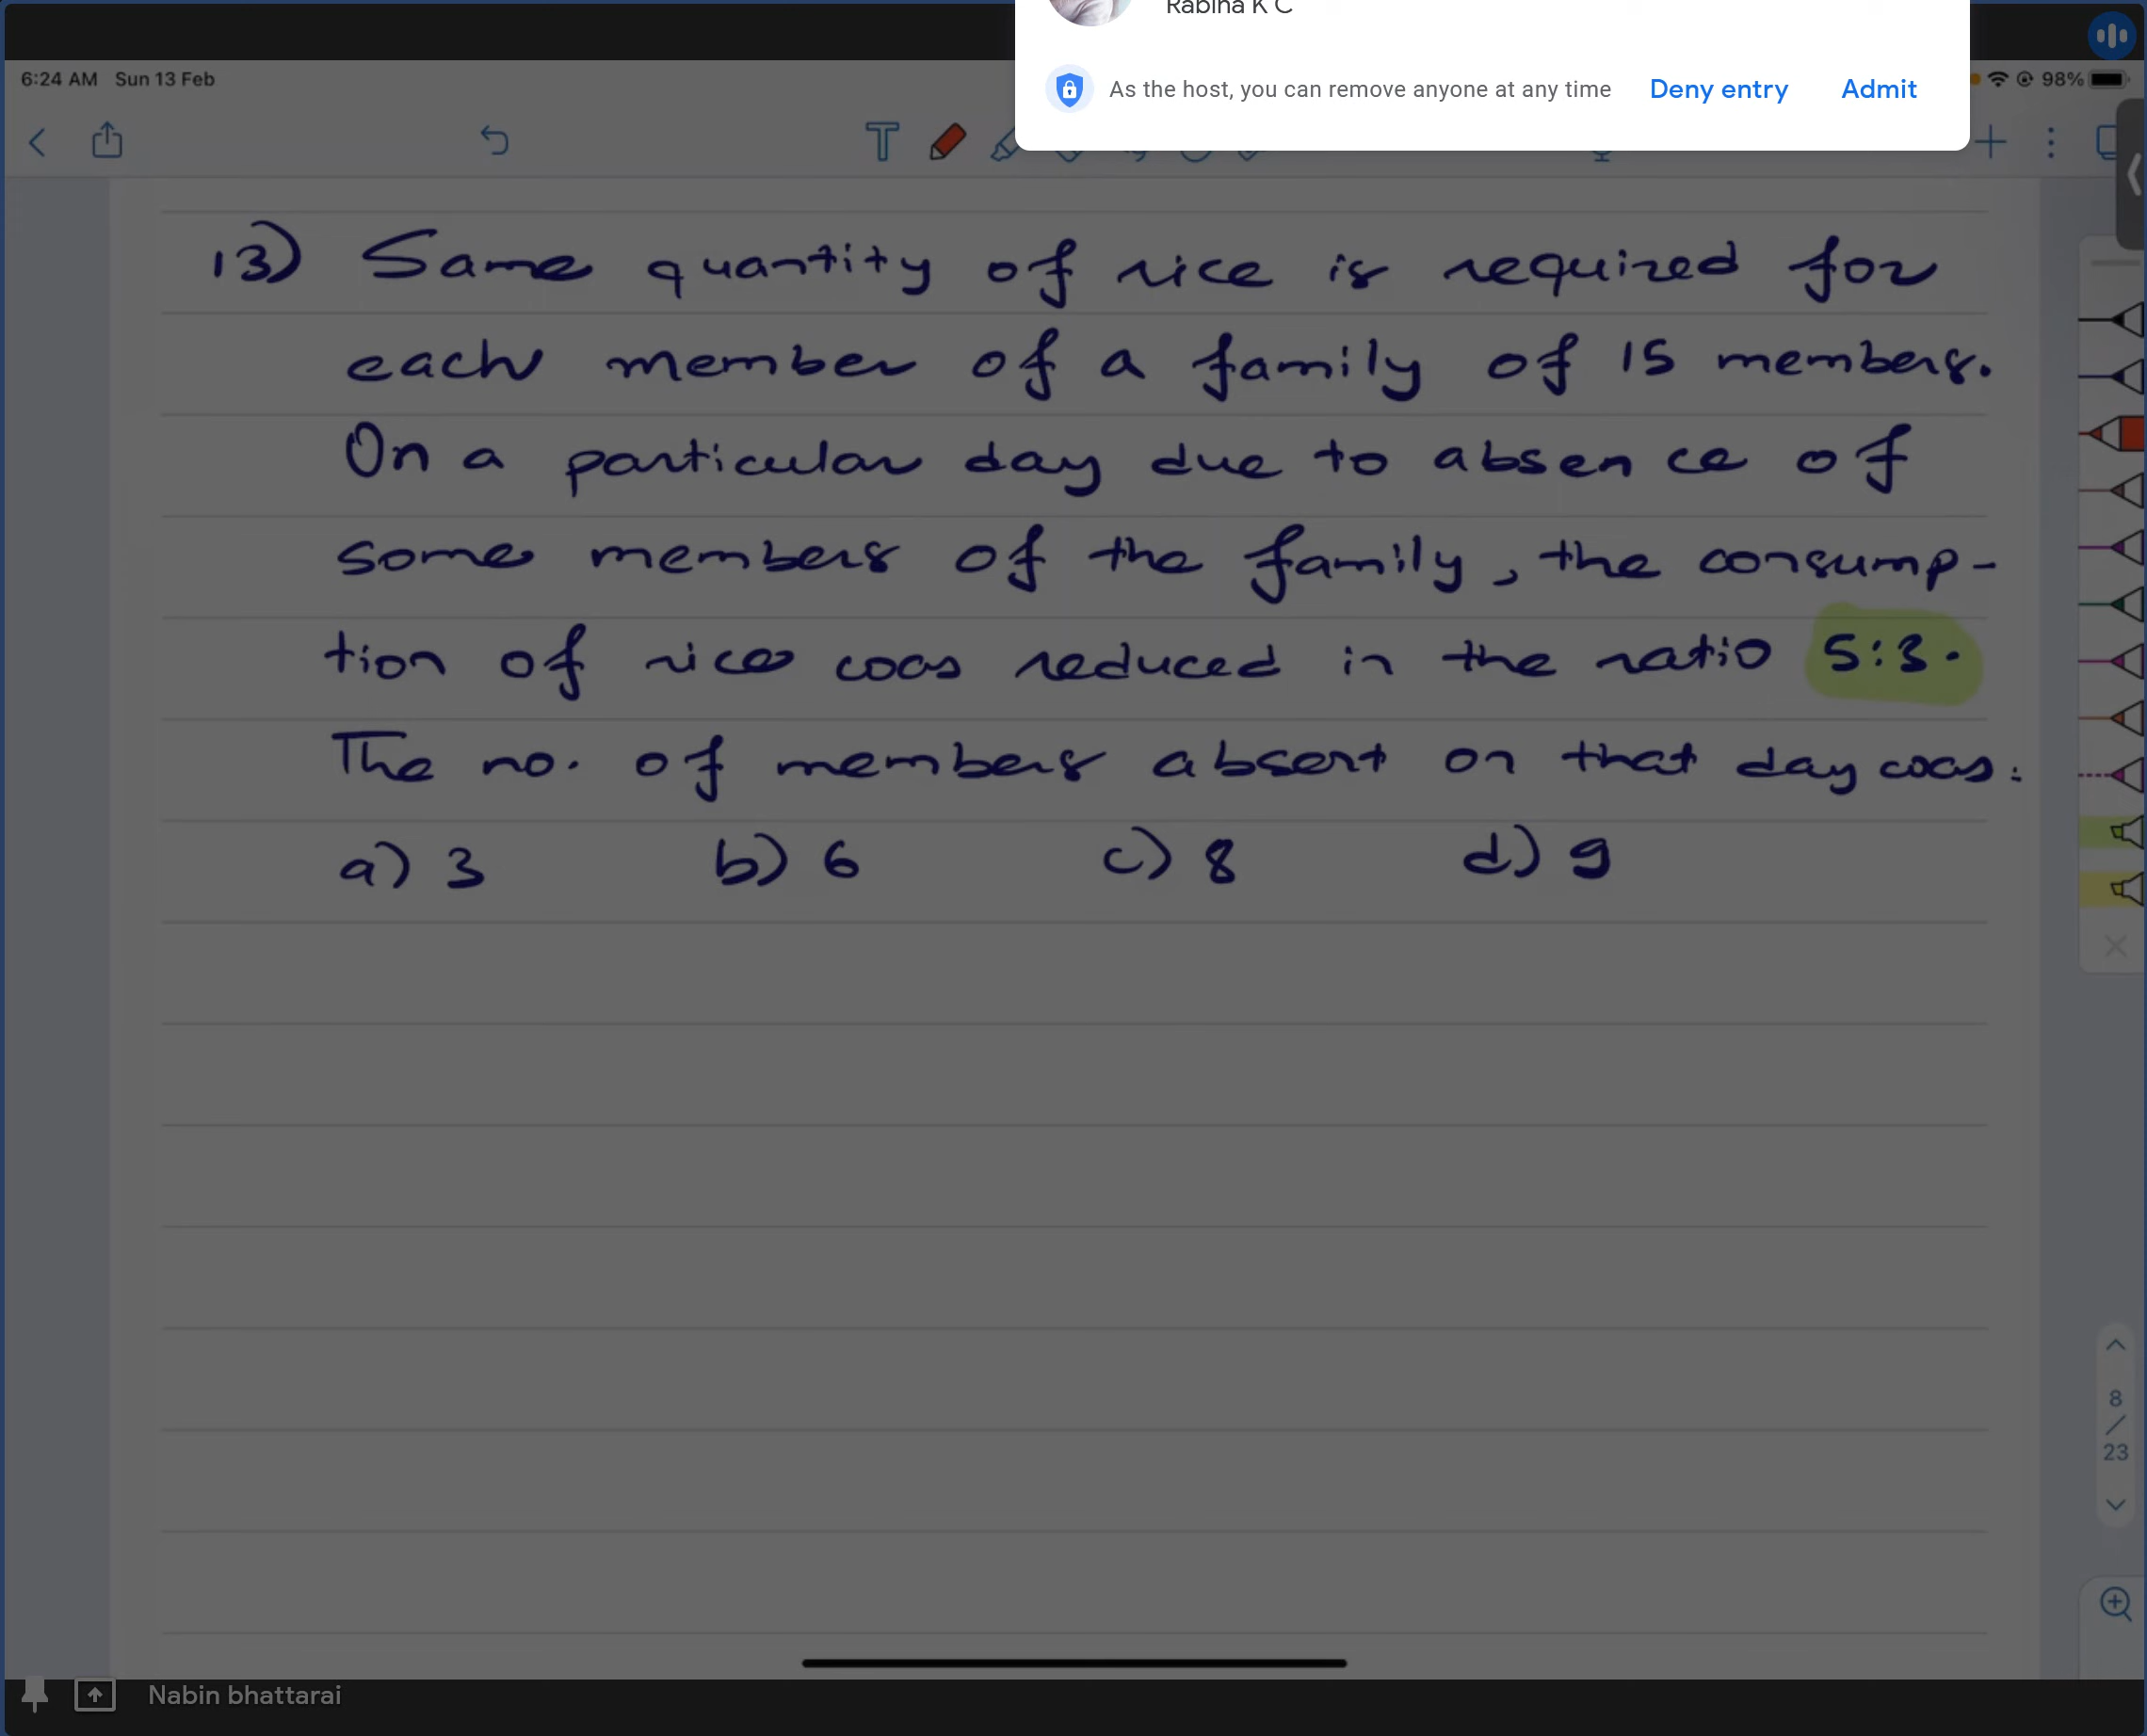 Rabina K C
As the host, you can remove anyone at any time Deny entry Admit
6:24 AM Sun 13 Feb
98%
13) Same quantity of rice is required for
each member of a family of 15 members.
On a particular day due to absence of
some members of the family, the consump-
tion of rice was reduced in the ratio 5:3.
The no. of members absent on that day was:
a) 3 b) 6 c) 8 d) 9
8
/
23
Nabin bhattarai